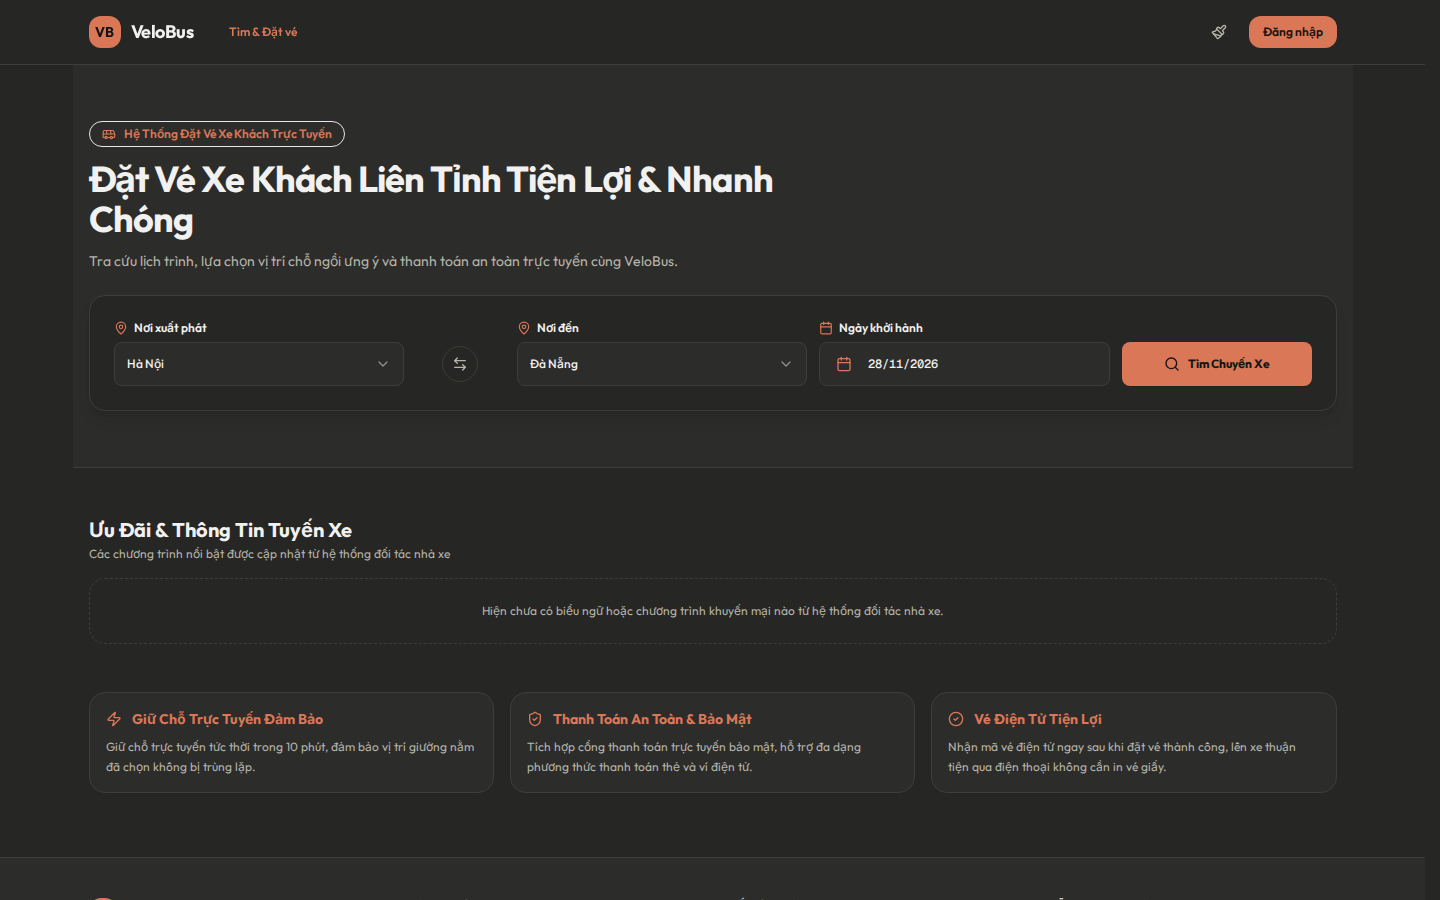 VB VeloBus Tìm & Đặt vé Đăng nhập
Hệ Thống Đặt Vé Xe Khách Trực Tuyến
Đặt Vé Xe Khách Liên Tỉnh Tiện Lợi & Nhanh
Chóng
Tra cứu lịch trình, lựa chọn vị trí chỗ ngồi ưng ý và thanh toán an toàn trực tuyến cùng VeloBus.
Nơi xuất phát Nơi đến Ngày khởi hành
Hà Nội Đà Nẵng 28/11/2026 Tìm Chuyến Xe
Ưu Đãi & Thông Tin Tuyến Xe
Các chương trình nổi bật được cập nhật từ hệ thống đối tác nhà xe
Hiện chưa có biểu ngữ hoặc chương trình khuyến mại nào từ hệ thống đối tác nhà xe.
Giữ Chỗ Trực Tuyến Đảm Bảo
Giữ chỗ trực tuyến tức thời trong 10 phút, đảm bảo vị trí giường nằm
đã chọn không bị trùng lặp.
Thanh Toán An Toàn & Bảo Mật
Tích hợp cổng thanh toán trực tuyến bảo mật, hỗ trợ đa dạng
phương thức thanh toán thẻ và ví điện tử.
Vé Điện Tử Tiện Lợi
Nhận mã vé điện tử ngay sau khi đặt vé thành công, lên xe thuận
tiện qua điện thoại không cần in vé giấy.